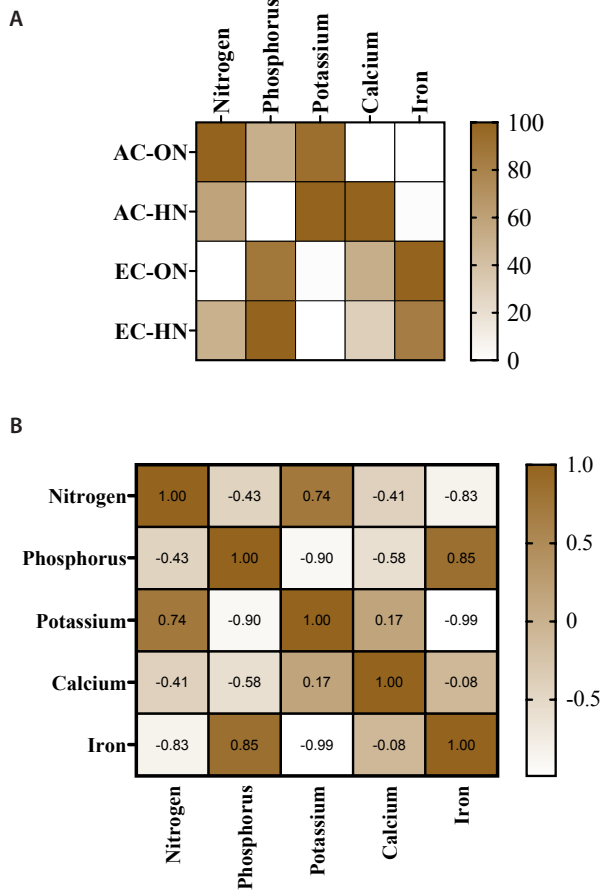 A
Nitrogen Phosphorus Potassium Calcium Iron
AC-ON
AC-HN
EC-ON
EC-HN
100
80
60
40
20
0
B
Nitrogen 1.00 -0.43 0.74 -0.41 -0.83
Phosphorus -0.43 1.00 -0.90 -0.58 0.85
Potassium 0.74 -0.90 1.00 0.17 -0.99
Calcium -0.41 -0.58 0.17 1.00 -0.08
Iron -0.83 0.85 -0.99 -0.08 1.00
Nitrogen Phosphorus Potassium Calcium Iron
1.0
0.5
0
-0.5